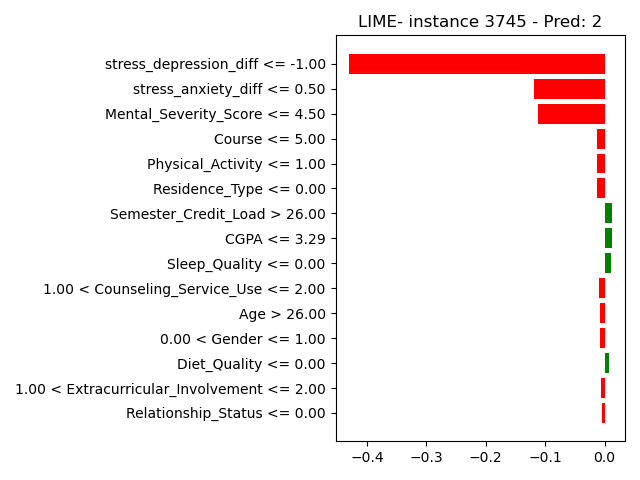 LIME- instance 3745 - Pred: 2
stress_depression_diff <= -1.00
stress_anxiety_diff <= 0.50
Mental_Severity_Score <= 4.50
Course <= 5.00
Physical_Activity <= 1.00
Residence_Type <= 0.00
Semester_Credit_Load > 26.00
CGPA <= 3.29
Sleep_Quality <= 0.00
1.00 < Counseling_Service_Use <= 2.00
Age > 26.00
0.00 < Gender <= 1.00
Diet_Quality <= 0.00
1.00 < Extracurricular_Involvement <= 2.00
Relationship_Status <= 0.00
−0.4 −0.3 −0.2 −0.1 0.0